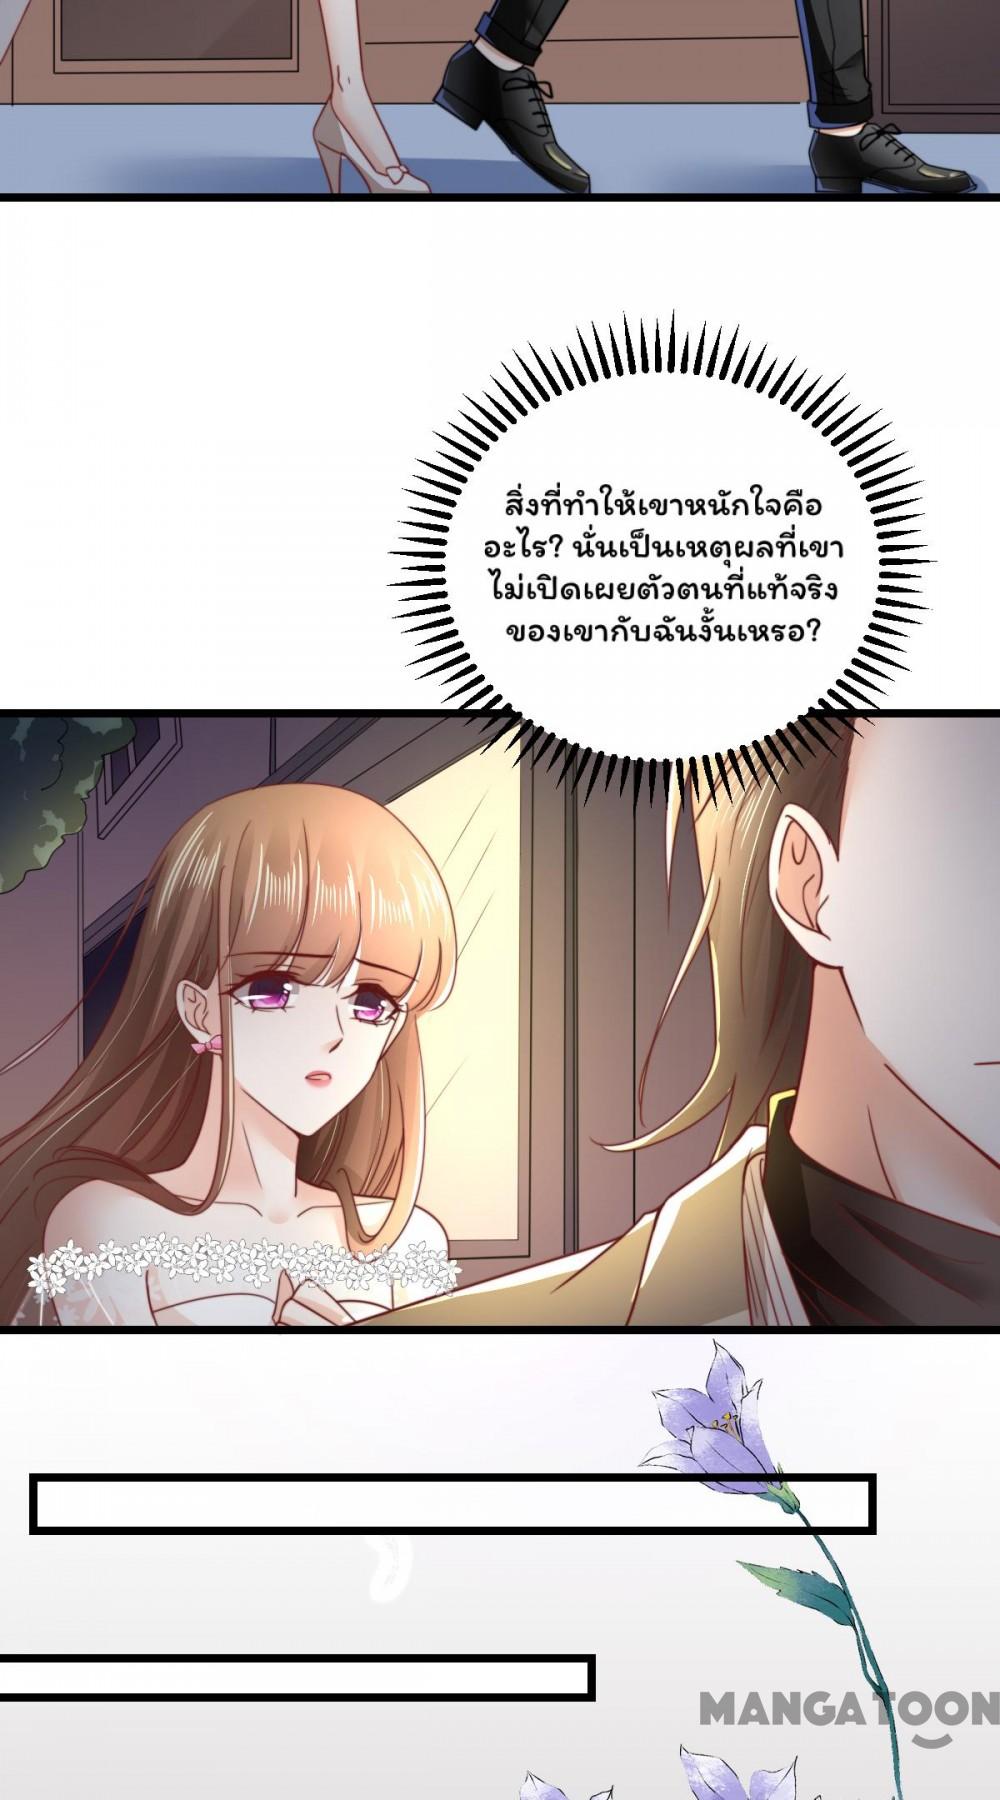 สิ่งที่ทำให้เขาหนักใจคือ
อะไร? นั่นเป็นเหตุผลที่เขา
ไม่เปิดเผยตัวตนที่แท้จริง
ของเขากับฉันงั้นเหรอ?
MANGATOON